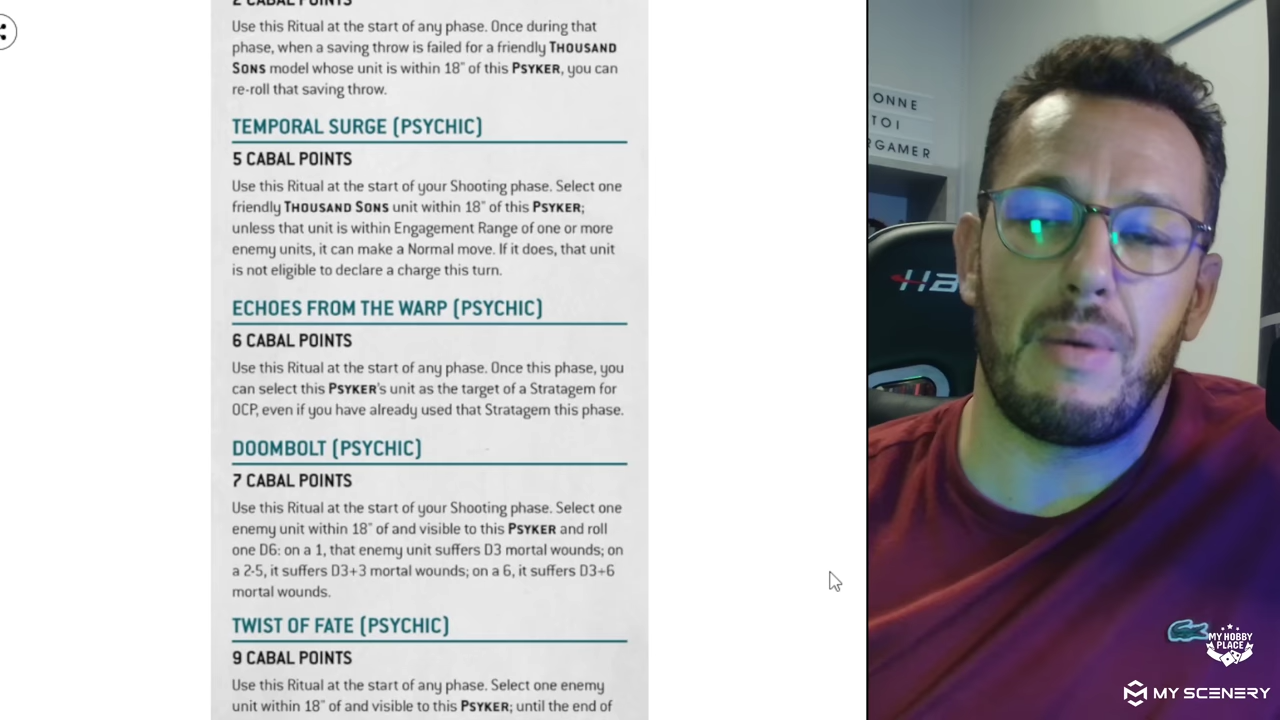 2 CABAL POINTS
Use this Ritual at the start of any phase. Once during that
phase, when a saving throw is failed for a friendly THOUSAND
SONS model whose unit is within 18" of this PSYKER, you can
re-roll that saving throw.
TEMPORAL SURGE (PSYCHIC)
5 CABAL POINTS
Use this Ritual at the start of your Shooting phase. Select one
friendly THOUSAND SONS unit within 18" of this PSYKER;
unless that unit is within Engagement Range of one or more
enemy units, it can make a Normal move. If it does, that unit
is not eligible to declare a charge this turn.
ECHOES FROM THE WARP (PSYCHIC)
6 CABAL POINTS
Use this Ritual at the start of any phase. Once this phase, you
can select this PSYKER's unit as the target of a Stratagem for
0CP, even if you have already used that Stratagem this phase.
DOOMBOLT (PSYCHIC)
7 CABAL POINTS
Use this Ritual at the start of your Shooting phase. Select one
enemy unit within 18" of and visible to this PSYKER and roll
one D6: on a 1, that enemy unit suffers D3 mortal wounds; on
a 2-5, it suffers D3+3 mortal wounds; on a 6, it suffers D3+6
mortal wounds.
TWIST OF FATE (PSYCHIC)
9 CABAL POINTS
Use this Ritual at the start of any phase. Select one enemy
unit within 18" of and visible to this PSYKER; until the end of
ONNE
TOI
RGAMER
HA
MY HOBBY
PLACE
MY SCENERY